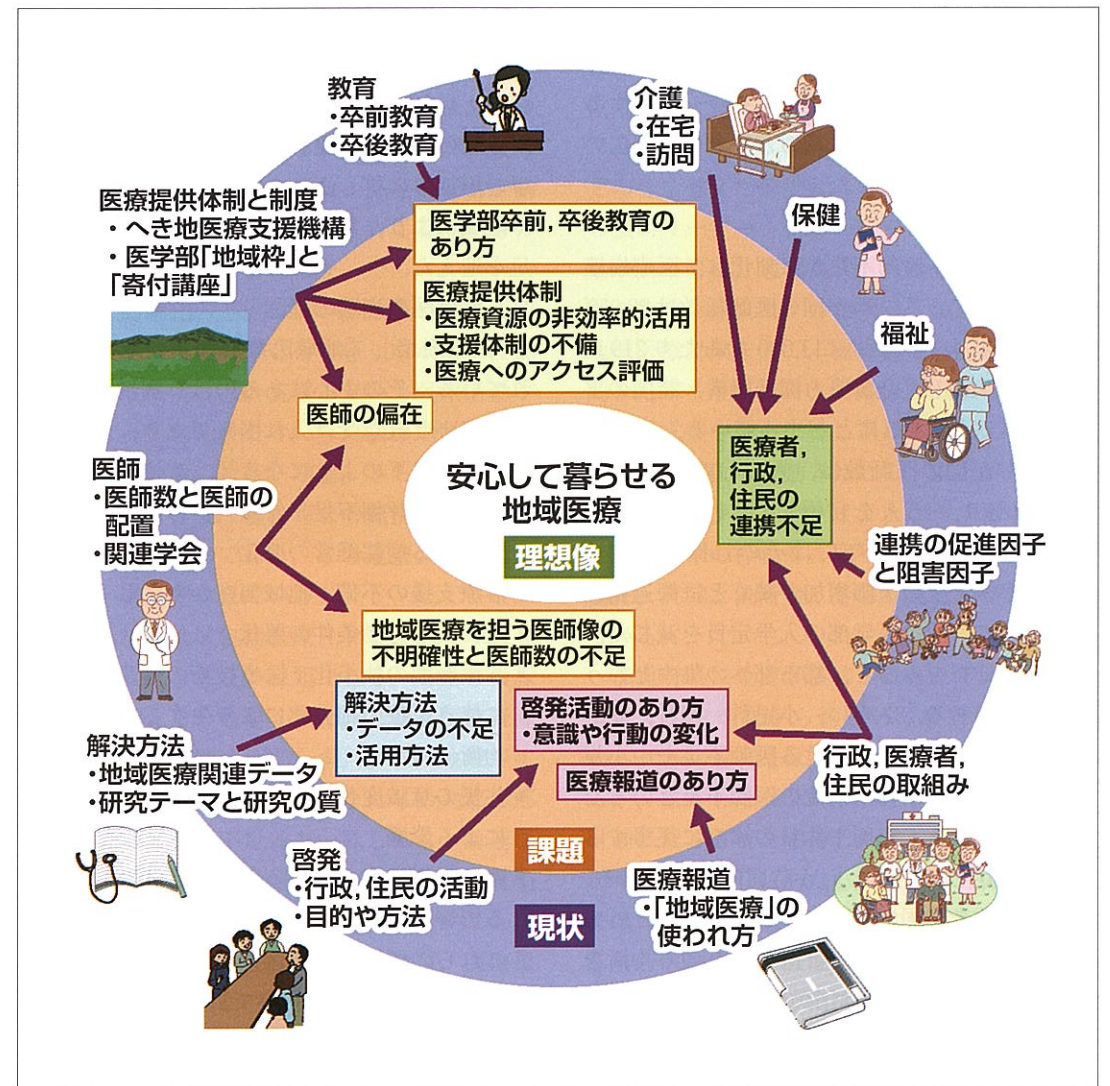 教育
・卒前教育
・卒後教育
介護
・在宅
・訪問
保健
福祉
医療提供体制と制度
・へき地医療支援機構
・医学部「地域枠」と
「寄付講座」
医学部卒前，卒後教育の
あり方
医療提供体制
・医療資源の非効率的活用
・支援体制の不備
・医療へのアクセス評価
医師の偏在
医療者，
行政，
住民の
連携不足
安心して暮らせる
地域医療
理想像
医師
・医師数と医師の
配置
・関連学会
連携の促進因子
と阻害因子
地域医療を担う医師像の
不明確性と医師数の不足
解決方法
・データの不足
・活用方法
啓発活動のあり方
・意識や行動の変化
医療報道のあり方
解決方法
・地域医療関連データ
・研究テーマと研究の質
行政，医療者，
住民の取組み
課題
啓発
・行政，住民の活動
・目的や方法
医療報道
・「地域医療」の
使われ方
現状